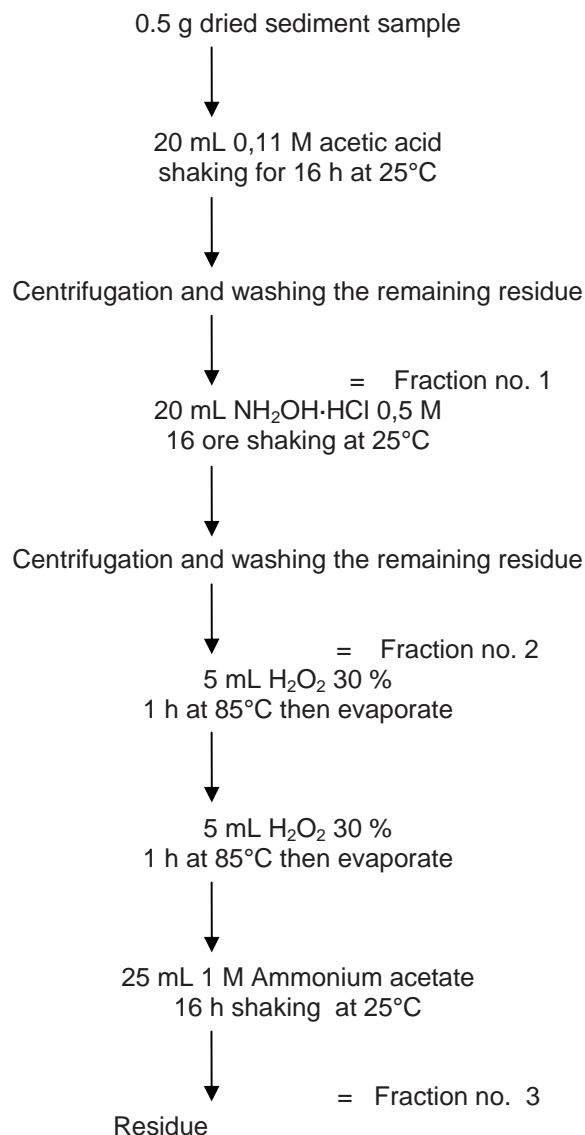 0.5 g dried sediment sample
20 mL 0,11 M acetic acid
shaking for 16 h at 25°C
Centrifugation and washing the remaining residue
= Fraction no. 1
20 mL NH₂OH·HCl 0,5 M
16 ore shaking at 25°C
Centrifugation and washing the remaining residue
= Fraction no. 2
5 mL H₂O₂ 30 %
1 h at 85°C then evaporate
5 mL H₂O₂ 30 %
1 h at 85°C then evaporate
25 mL 1 M Ammonium acetate
16 h shaking at 25°C
= Fraction no. 3
Residue